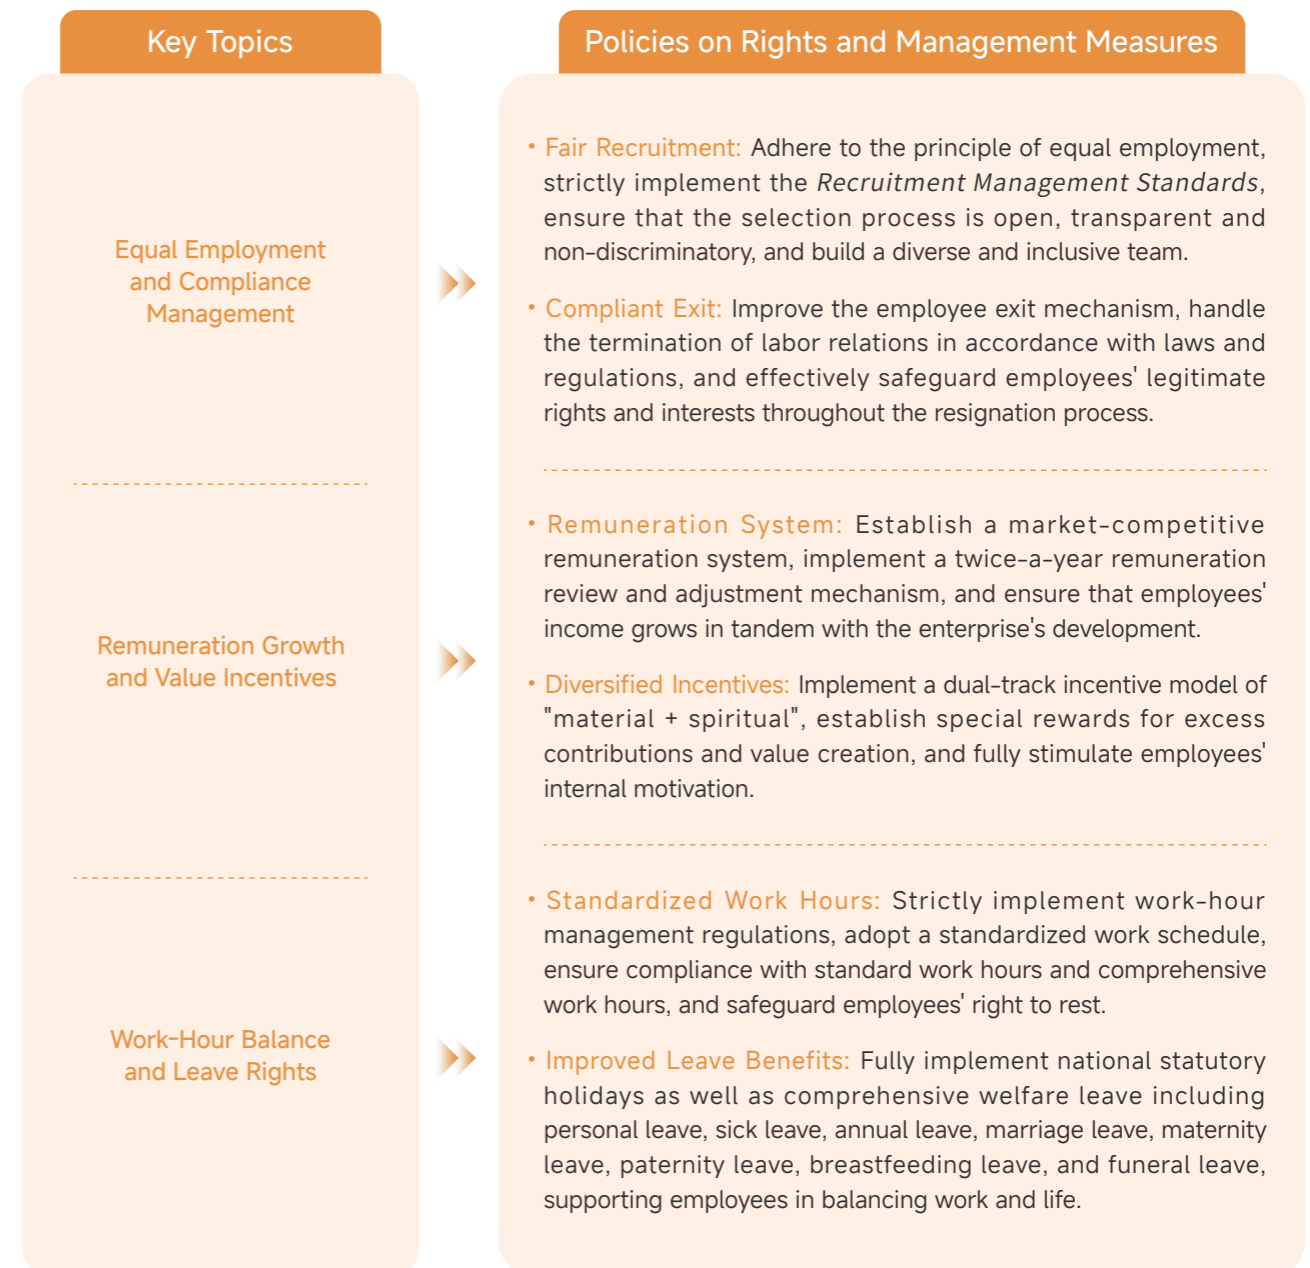 Key Topics
Policies on Rights and Management Measures
Equal Employment
and Compliance
Management
• Fair Recruitment: Adhere to the principle of equal employment,
strictly implement the Recruitment Management Standards,
ensure that the selection process is open, transparent and
non-discriminatory, and build a diverse and inclusive team.
• Compliant Exit: Improve the employee exit mechanism, handle
the termination of labor relations in accordance with laws and
regulations, and effectively safeguard employees' legitimate
rights and interests throughout the resignation process.
Remuneration Growth
and Value Incentives
• Remuneration System: Establish a market-competitive
remuneration system, implement a twice-a-year remuneration
review and adjustment mechanism, and ensure that employees'
income grows in tandem with the enterprise's development.
• Diversified Incentives: Implement a dual-track incentive model of
"material + spiritual", establish special rewards for excess
contributions and value creation, and fully stimulate employees'
internal motivation.
Work-Hour Balance
and Leave Rights
• Standardized Work Hours: Strictly implement work-hour
management regulations, adopt a standardized work schedule,
ensure compliance with standard work hours and comprehensive
work hours, and safeguard employees' right to rest.
• Improved Leave Benefits: Fully implement national statutory
holidays as well as comprehensive welfare leave including
personal leave, sick leave, annual leave, marriage leave, maternity
leave, paternity leave, breastfeeding leave, and funeral leave,
supporting employees in balancing work and life.